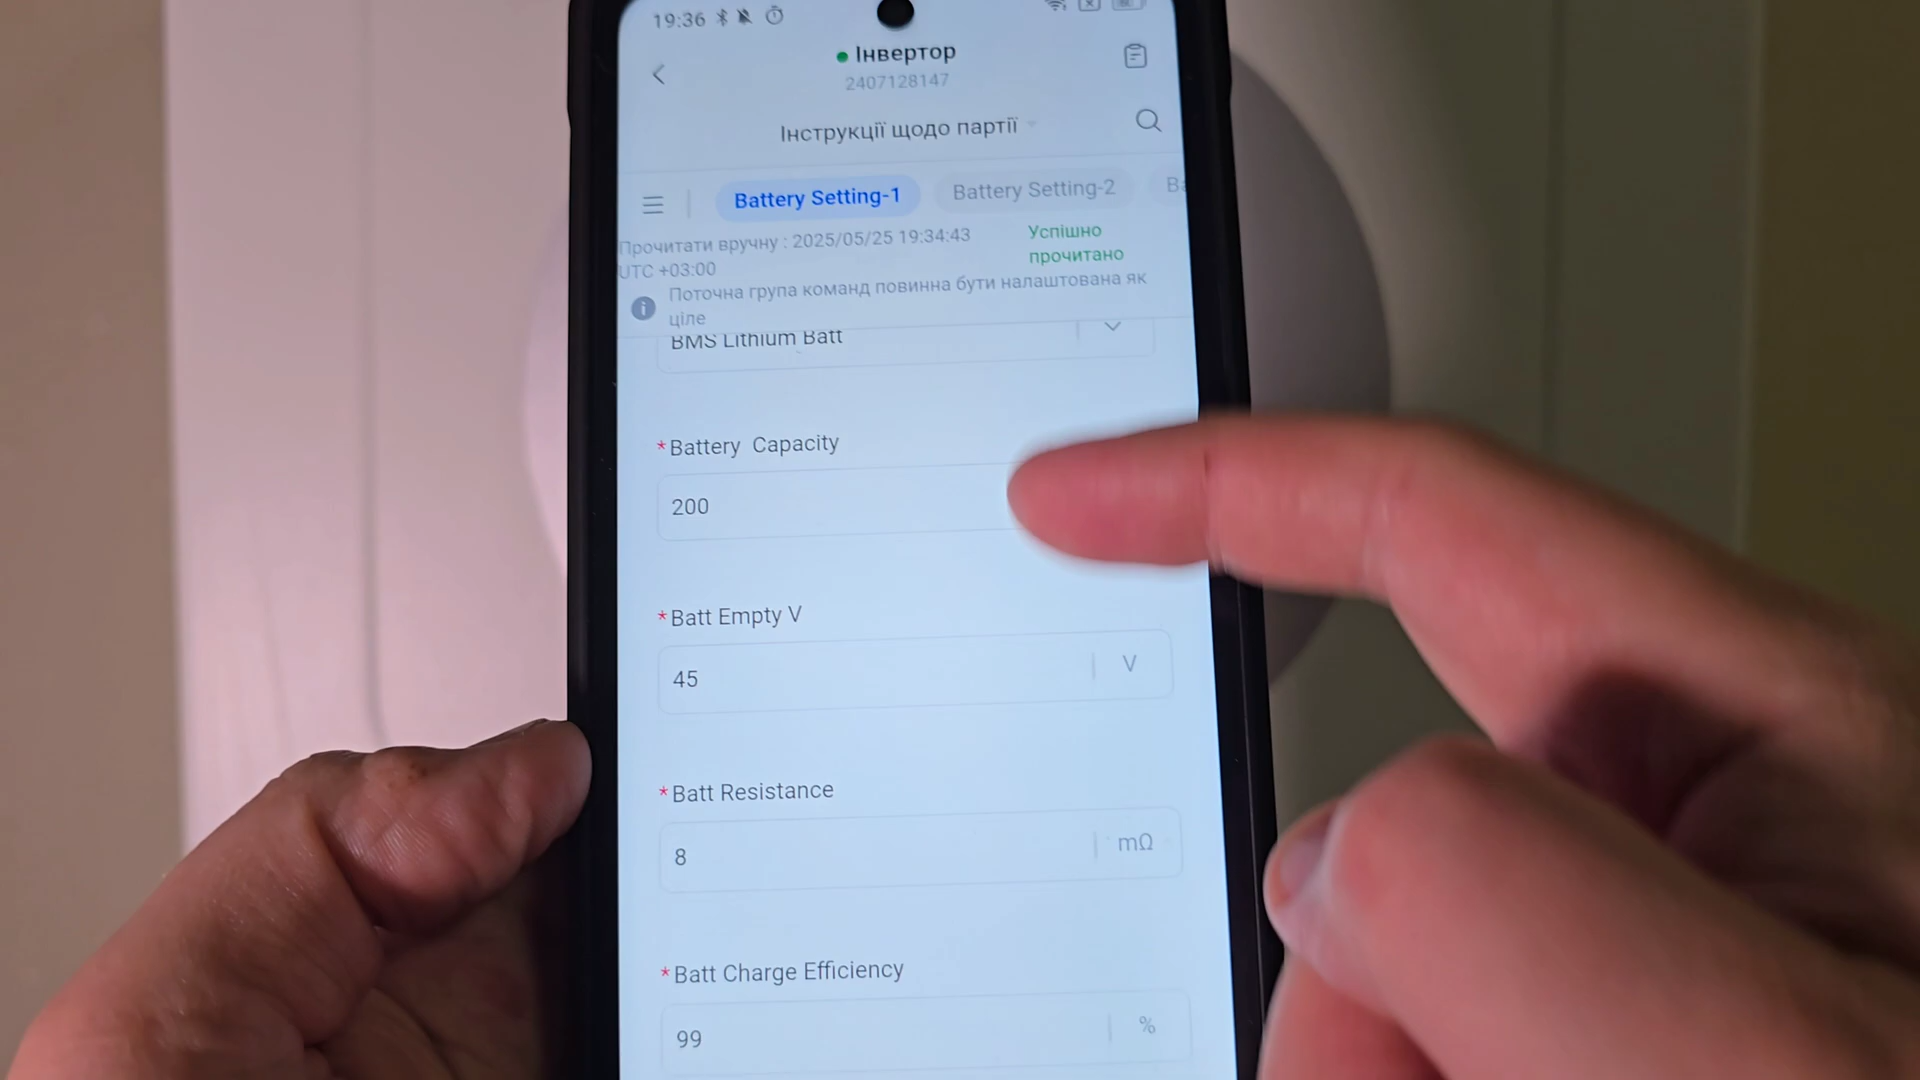 19:36
Інвертор
2407128147
Інструкції щодо партії
Battery Setting-1
Battery Setting-2
Ba
Прочитати вручну : 2025/05/25 19:34:43
UTC +03:00
Успішно
прочитано
Поточна група команд повинна бути налаштована як
ціле
BMS Lithium Batt
*Battery Capacity
200
*Batt Empty V
45
V
*Batt Resistance
8
mΩ
*Batt Charge Efficiency
99
%